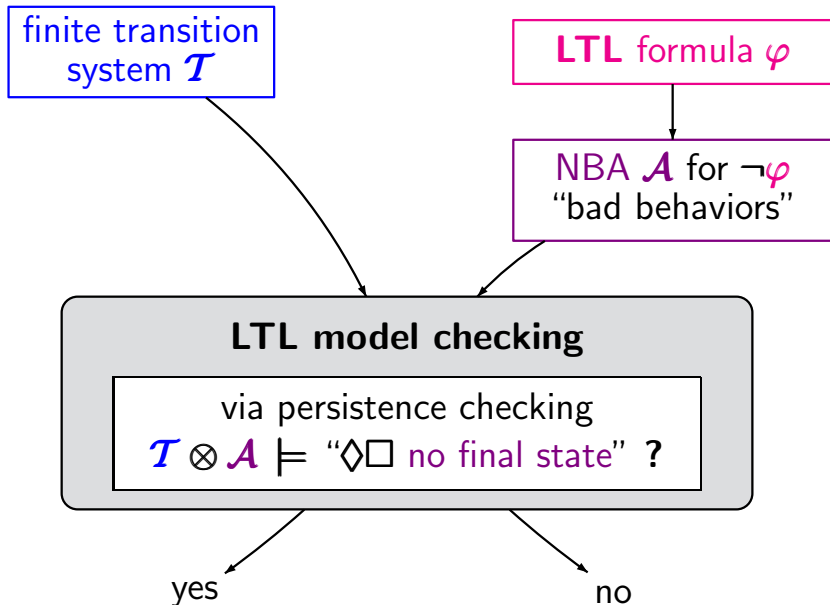 finite transition
system 𝓣
LTL formula φ
NBA 𝓐 for ¬φ
“bad behaviors”
LTL model checking
via persistence checking
𝓣 ⊗ 𝓐 ⊨ “◊□ no final state” ?
yes
no